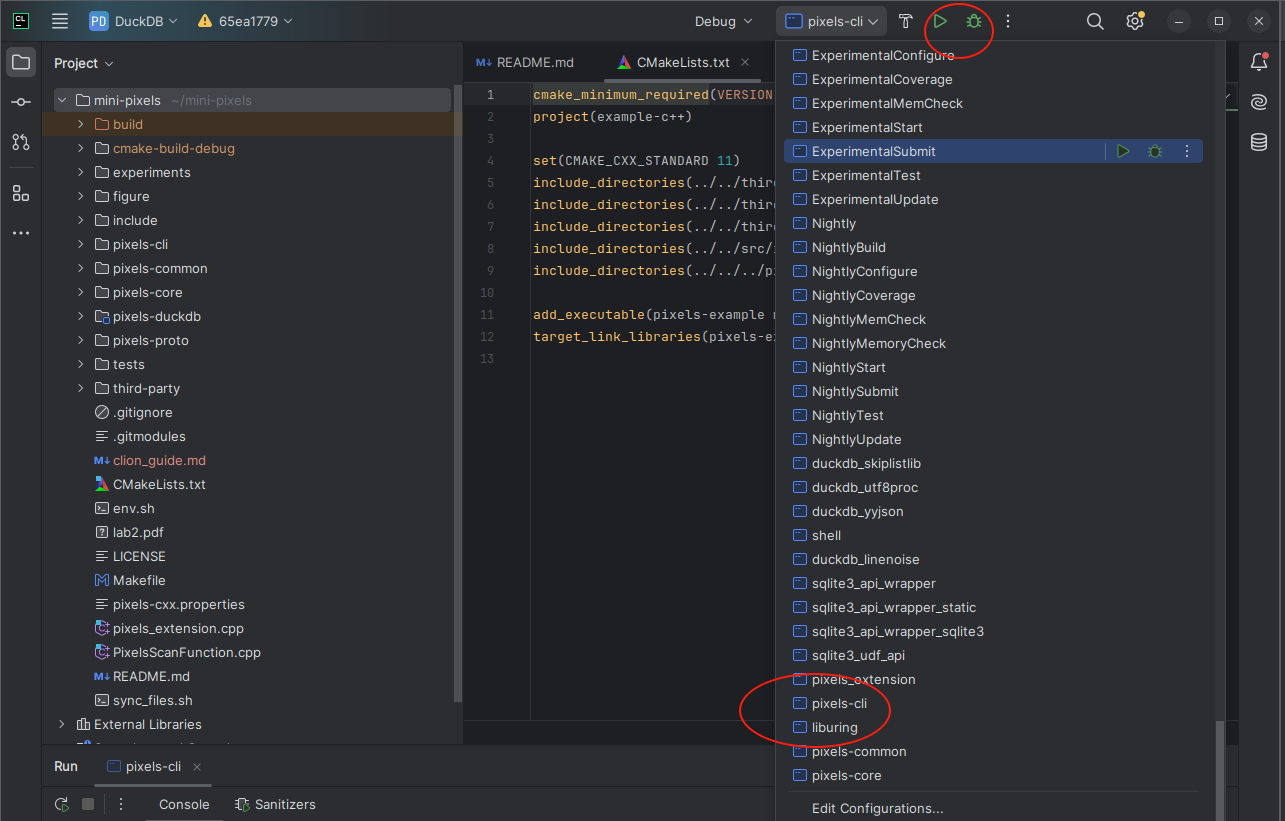 CL PD DuckDB 65ea1779 Debug pixels-cli
Project
mini-pixels ~/mini-pixels
build
cmake-build-debug
experiments
figure
include
pixels-cli
pixels-common
pixels-core
pixels-duckdb
pixels-proto
tests
third-party
.gitignore
.gitmodules
clion_guide.md
CMakeLists.txt
env.sh
lab2.pdf
LICENSE
Makefile
pixels-cxx.properties
pixels_extension.cpp
PixelsScanFunction.cpp
README.md
sync_files.sh
External Libraries
README.md CMakeLists.txt
1 cmake_minimum_required(VERSION
2 project(example-c++)
3
4 set(CMAKE_CXX_STANDARD 11)
5 include_directories(../../thir
6 include_directories(../../thir
7 include_directories(../../thir
8 include_directories(../../src/
9 include_directories(../../../p
10
11 add_executable(pixels-example
12 target_link_libraries(pixels-e
13
ExperimentalConfigure
ExperimentalCoverage
ExperimentalMemCheck
ExperimentalStart
ExperimentalSubmit
ExperimentalTest
ExperimentalUpdate
Nightly
NightlyBuild
NightlyConfigure
NightlyCoverage
NightlyMemCheck
NightlyMemoryCheck
NightlyStart
NightlySubmit
NightlyTest
NightlyUpdate
duckdb_skiplistlib
duckdb_utf8proc
duckdb_yyjson
shell
duckdb_linenoise
sqlite3_api_wrapper
sqlite3_api_wrapper_static
sqlite3_api_wrapper_sqlite3
sqlite3_udf_api
pixels_extension
pixels-cli
liburing
pixels-common
pixels-core
Edit Configurations...
Run pixels-cli
Console Sanitizers